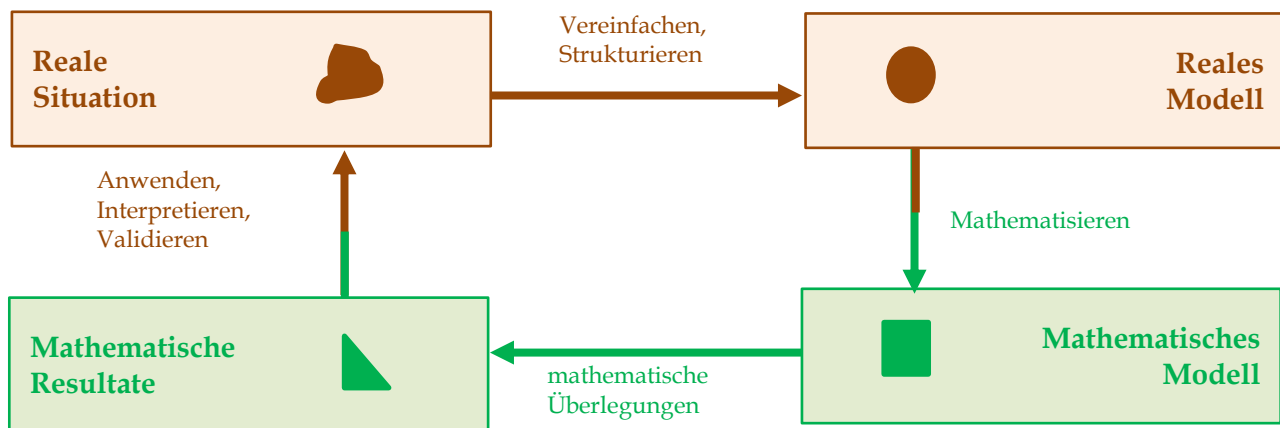 Reale
Situation
Vereinfachen,
Strukturieren
Reales
Modell
Anwenden,
Interpretieren,
Validieren
Mathematisieren
Mathematische
Resultate
mathematische
Überlegungen
Mathematisches
Modell